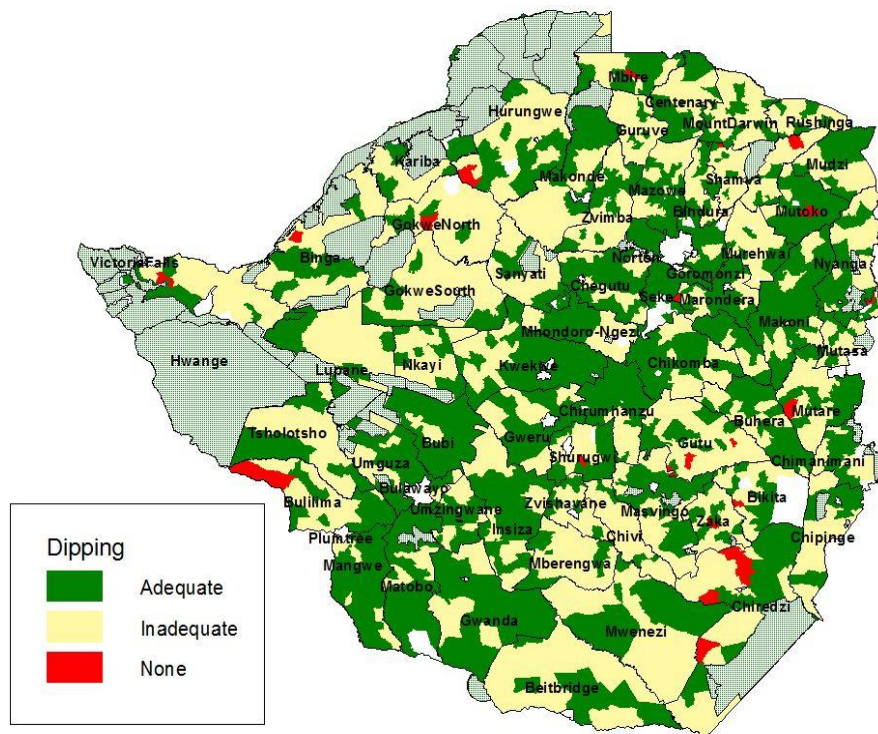 Mbire
Centenary
Hurungwe
MountDarwin
Rushinga
Guruve
Kariba
Mudzi
Makonde
Shamva
Mazowe
Zvimba
Bindura
Mutoko
GokweNorth
Murehwa
Binga
Norton
Nyanga
VictoriaFalls
Sanyati
Goromonzi
Chegutu
GokweSouth
Seke
Marondera
Makoni
Mhondoro-Ngezi
Mutasa
Hwange
Lupane
Nkayi
Kwekwe
Chikomba
Chirumhanzu
Mutare
Buhera
Tsholotsho
Bubi
Gweru
Gutu
Shurugwi
Umguza
Chimanimani
Bulawayo
Bikita
Bulilima
Umzingwane
Zvishavane
Masvingo
Zaka
Insiza
Chivi
Chipinge
Plumtree
Mangwe
Mberengwa
Matobo
Chiredzi
Gwanda
Mwenezi
Beitbridge
Dipping
Adequate
Inadequate
None